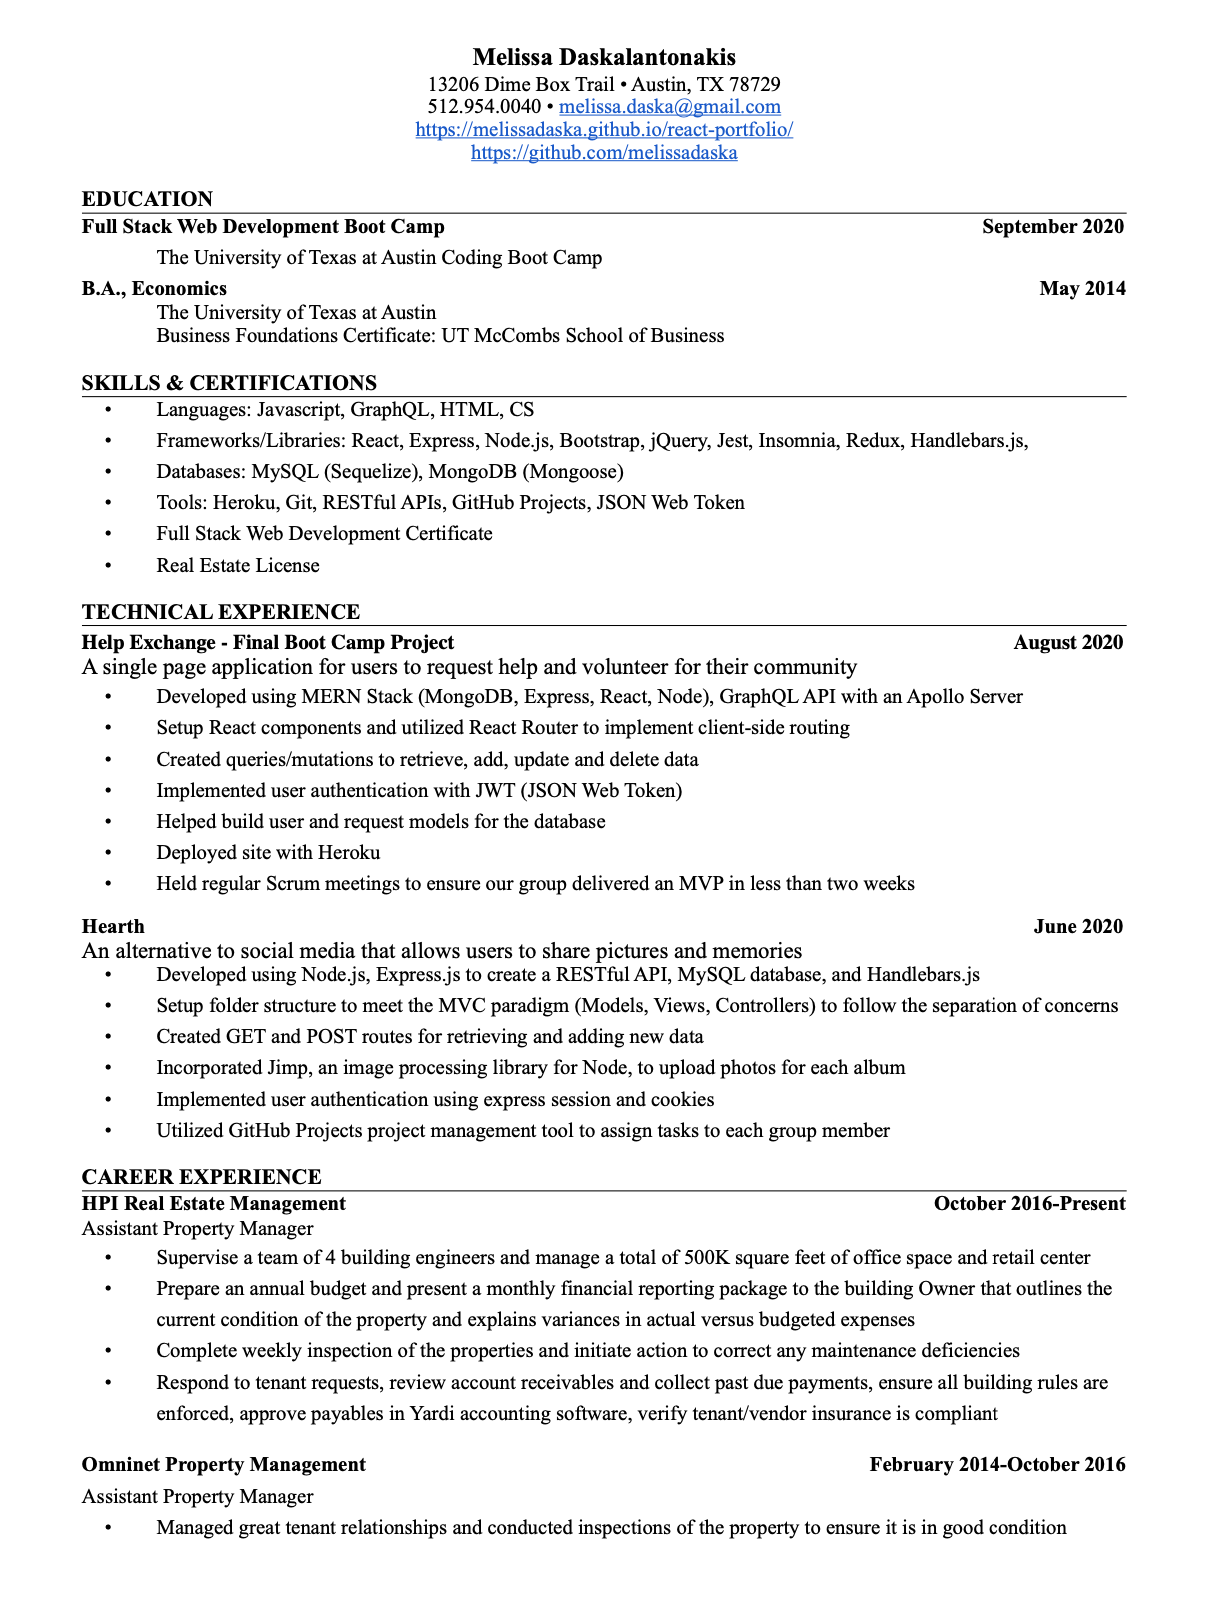 Melissa Daskalantonakis
13206 Dime Box Trail • Austin, TX 78729
512.954.0040 • melissa.daska@gmail.com
https://melissadaska.github.io/react-portfolio/
https://github.com/melissadaska
EDUCATION
Full Stack Web Development Boot Camp September 2020
The University of Texas at Austin Coding Boot Camp
B.A., Economics May 2014
The University of Texas at Austin
Business Foundations Certificate: UT McCombs School of Business
SKILLS & CERTIFICATIONS
• Languages: Javascript, GraphQL, HTML, CS
• Frameworks/Libraries: React, Express, Node.js, Bootstrap, jQuery, Jest, Insomnia, Redux, Handlebars.js,
• Databases: MySQL (Sequelize), MongoDB (Mongoose)
• Tools: Heroku, Git, RESTful APIs, GitHub Projects, JSON Web Token
• Full Stack Web Development Certificate
• Real Estate License
TECHNICAL EXPERIENCE
Help Exchange - Final Boot Camp Project August 2020
A single page application for users to request help and volunteer for their community
• Developed using MERN Stack (MongoDB, Express, React, Node), GraphQL API with an Apollo Server
• Setup React components and utilized React Router to implement client-side routing
• Created queries/mutations to retrieve, add, update and delete data
• Implemented user authentication with JWT (JSON Web Token)
• Helped build user and request models for the database
• Deployed site with Heroku
• Held regular Scrum meetings to ensure our group delivered an MVP in less than two weeks
Hearth June 2020
An alternative to social media that allows users to share pictures and memories
• Developed using Node.js, Express.js to create a RESTful API, MySQL database, and Handlebars.js
• Setup folder structure to meet the MVC paradigm (Models, Views, Controllers) to follow the separation of concerns
• Created GET and POST routes for retrieving and adding new data
• Incorporated Jimp, an image processing library for Node, to upload photos for each album
• Implemented user authentication using express session and cookies
• Utilized GitHub Projects project management tool to assign tasks to each group member
CAREER EXPERIENCE
HPI Real Estate Management October 2016-Present
Assistant Property Manager
• Supervise a team of 4 building engineers and manage a total of 500K square feet of office space and retail center
• Prepare an annual budget and present a monthly financial reporting package to the building Owner that outlines the
current condition of the property and explains variances in actual versus budgeted expenses
• Complete weekly inspection of the properties and initiate action to correct any maintenance deficiencies
• Respond to tenant requests, review account receivables and collect past due payments, ensure all building rules are
enforced, approve payables in Yardi accounting software, verify tenant/vendor insurance is compliant
Omninet Property Management February 2014-October 2016
Assistant Property Manager
• Managed great tenant relationships and conducted inspections of the property to ensure it is in good condition